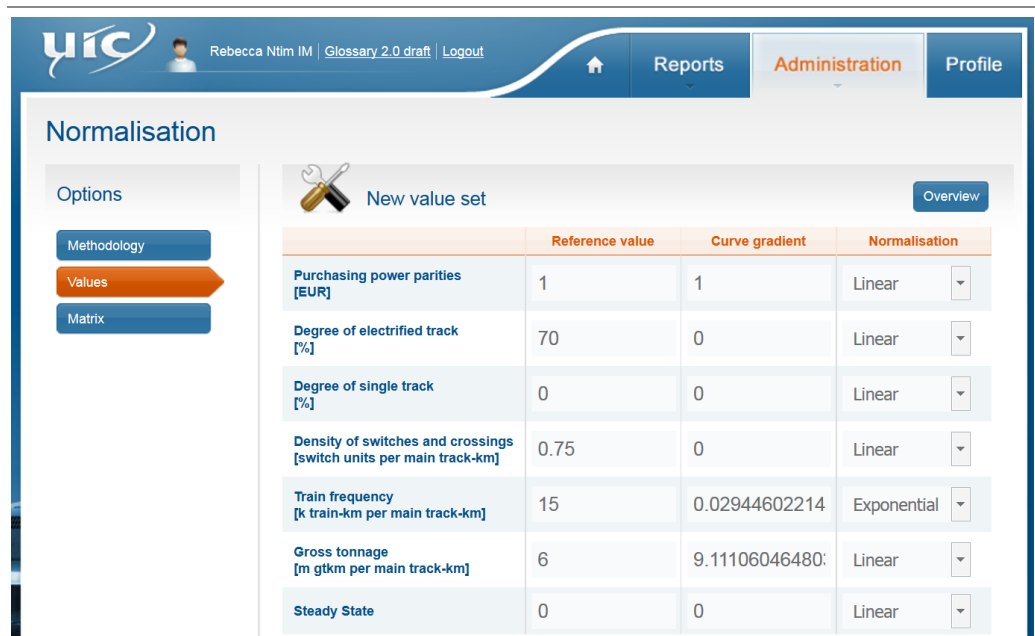 uic
Rebecca Ntim IM | Glossary 2.0 draft | Logout
Reports
Administration
Profile
Normalisation
Options
Methodology
Values
Matrix
New value set
Overview
Reference value Curve gradient Normalisation
Purchasing power parities
[EUR]
1 1 Linear
Degree of electrified track
[%]
70 0 Linear
Degree of single track
[%]
0 0 Linear
Density of switches and crossings
[switch units per main track-km]
0.75 0 Linear
Train frequency
[k train-km per main track-km]
15 0.02944602214 Exponential
Gross tonnage
[m gtkm per main track-km]
6 9.11106046480 Linear
Steady State
0 0 Linear